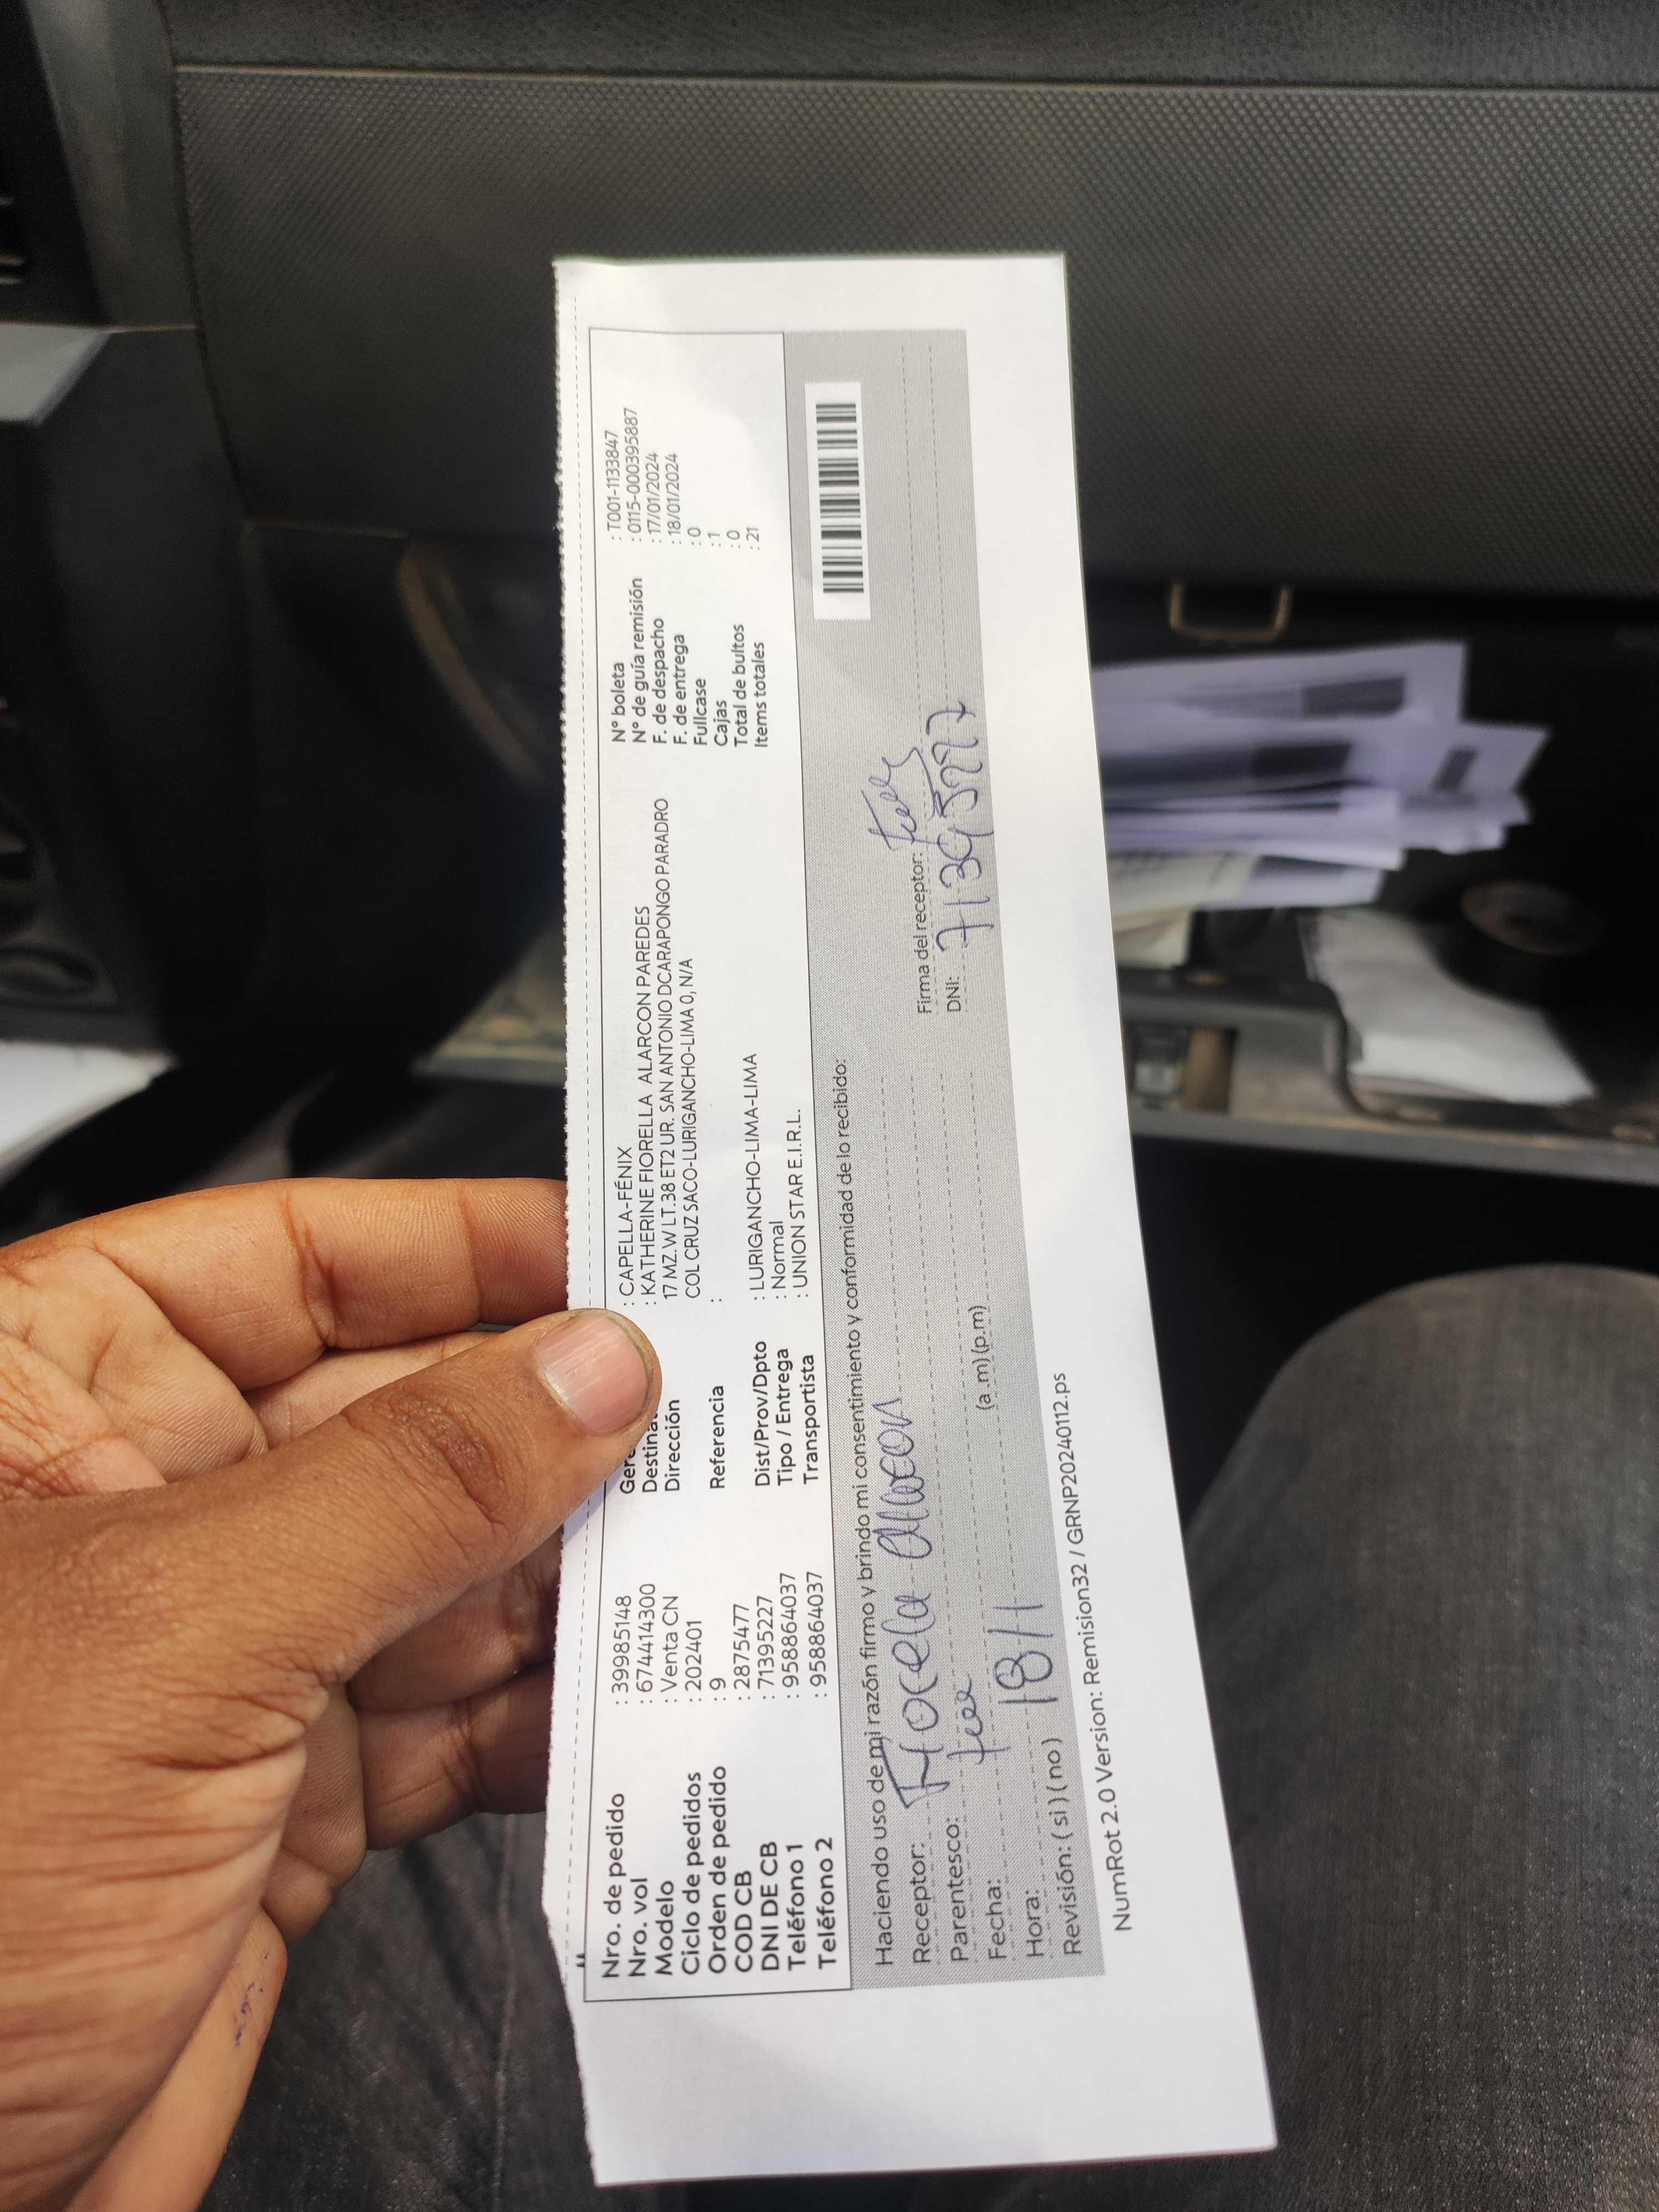 Nro. de pedido : 39985148
Nro. vol : 674414300
Modelo : Venta CN
Ciclo de pedidos : 202401
Orden de pedido : 9
COD CB : 2875477
DNI DE CB : 71395227
Teléfono 1 : 958864037
Teléfono 2 : 958864037
: CAPELLA-FÉNIX
: KATHERINE FIORELLA ALARCON PAREDES
Dirección 17 MZ.W LT.38 ET2 UR. SAN ANTONIO DCARAPONGO PARADRO
COL CRUZ SACO-LURIGANCHO-LIMA 0, N/A
Referencia :
Dist/Prov/Dpto : LURIGANCHO-LIMA-LIMA
Tipo / Entrega : Normal
Transportista : UNION STAR E.I.R.L.
N° boleta : T001-1133847
N° de guía remisión : 0115-000395887
F. de despacho : 17/01/2024
F. de entrega : 18/01/2024
Fullcase : 0
Cajas : 1
Total de bultos : 0
Items totales : 21
Haciendo uso de mi razón firmo y brindo mi consentimiento y conformidad de lo recibido:
Receptor: Alarcon
Parentesco:
Fecha: 18/1
Hora: (a .m) (p.m)
Revisión: ( si ) ( no )
Firma del receptor:
DNI: 71395227
NumRot 2.0 Version: Remision32 / GRNP20240112.ps